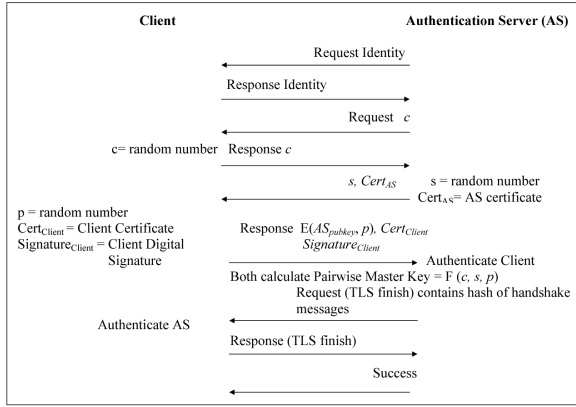 Client Authentication Server (AS)
Request Identity
Response Identity
Request c
c= random number Response c
s, Cert_AS s = random number
Cert_AS= AS certificate
p = random number
Cert_Client = Client Certificate
Signature_Client = Client Digital
Signature
Response E(AS_pubkey, p), Cert_Client
Signature_Client
Authenticate Client
Both calculate Pairwise Master Key = F (c, s, p)
Request (TLS finish) contains hash of handshake
messages
Authenticate AS
Response (TLS finish)
Success